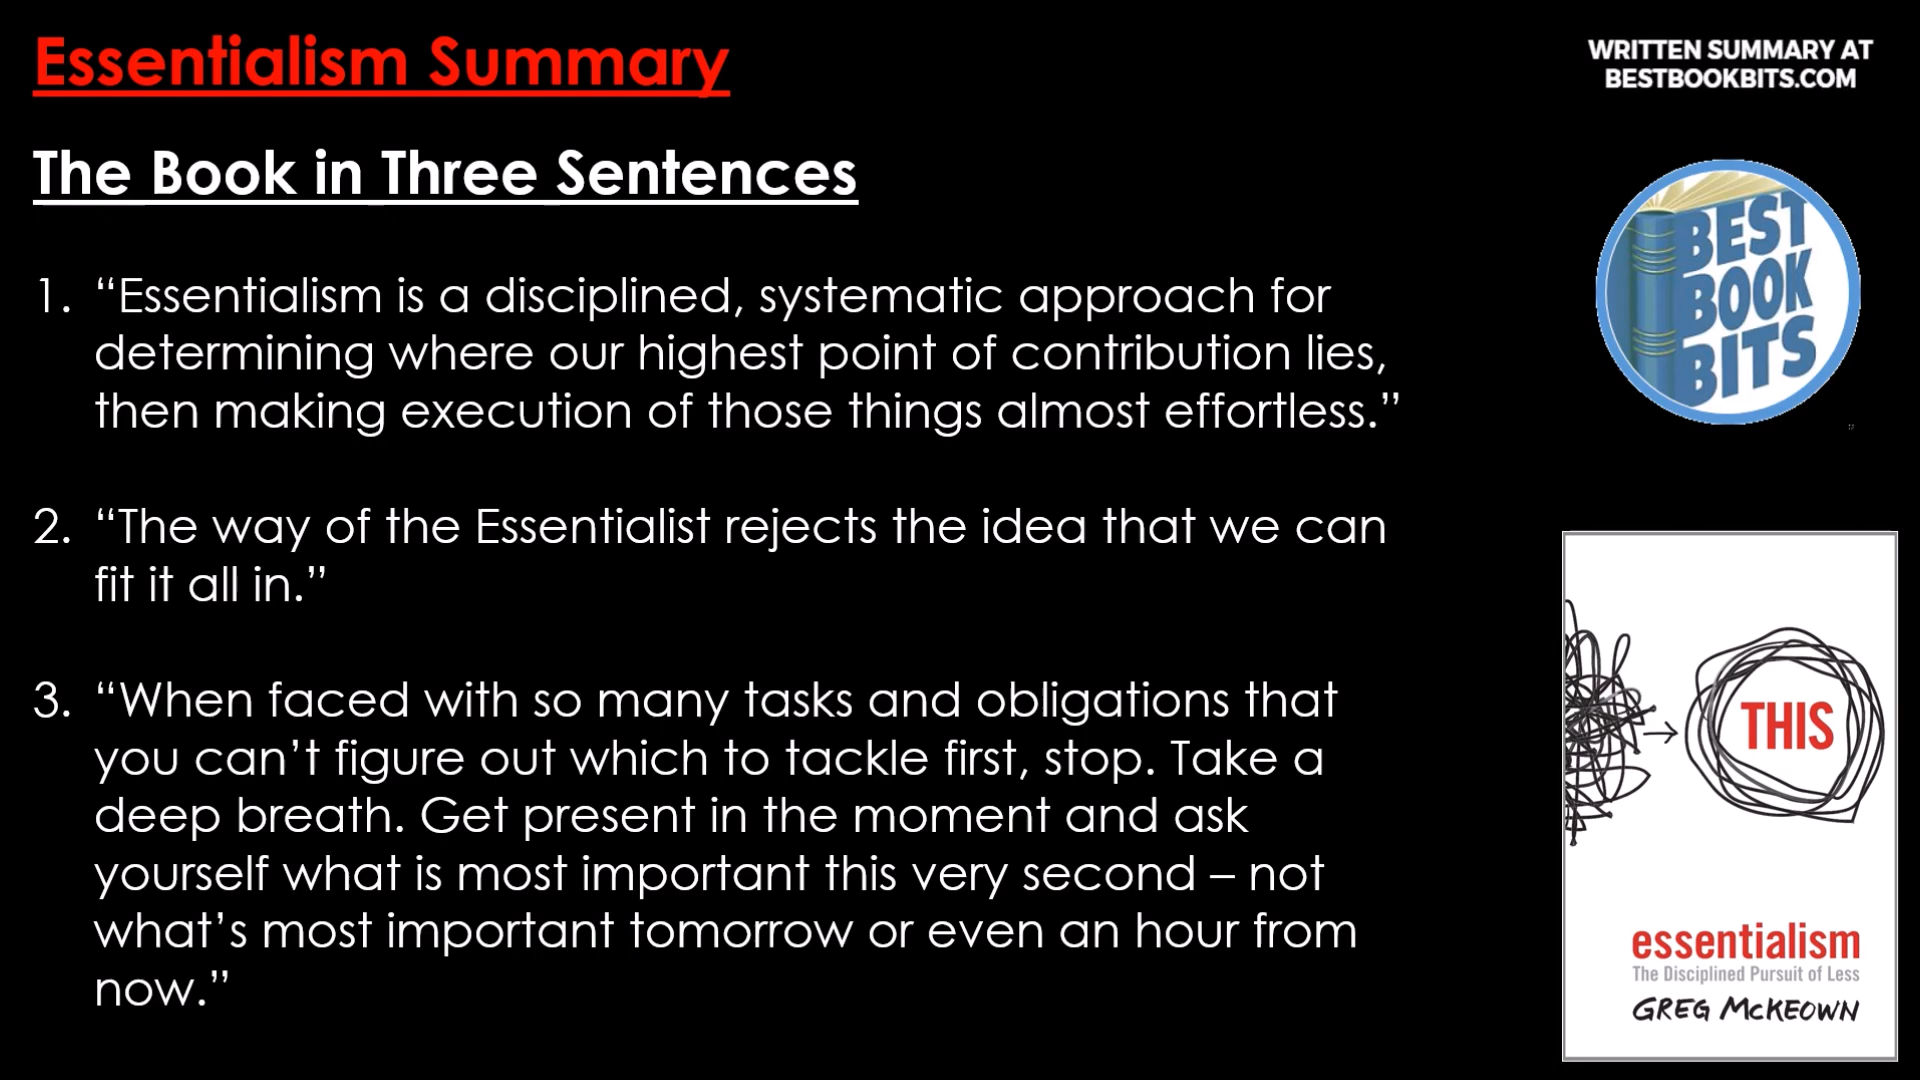 Essentialism Summary
WRITTEN SUMMARY AT
BESTBOOKBITS.COM
The Book in Three Sentences
1. “Essentialism is a disciplined, systematic approach for
determining where our highest point of contribution lies,
then making execution of those things almost effortless.”
2. “The way of the Essentialist rejects the idea that we can
fit it all in.”
3. “When faced with so many tasks and obligations that
you can’t figure out which to tackle first, stop. Take a
deep breath. Get present in the moment and ask
yourself what is most important this very second – not
what’s most important tomorrow or even an hour from
now.”
BEST
BOOK
BITS
THIS
essentialism
The Disciplined Pursuit of Less
GREG McKEOWN